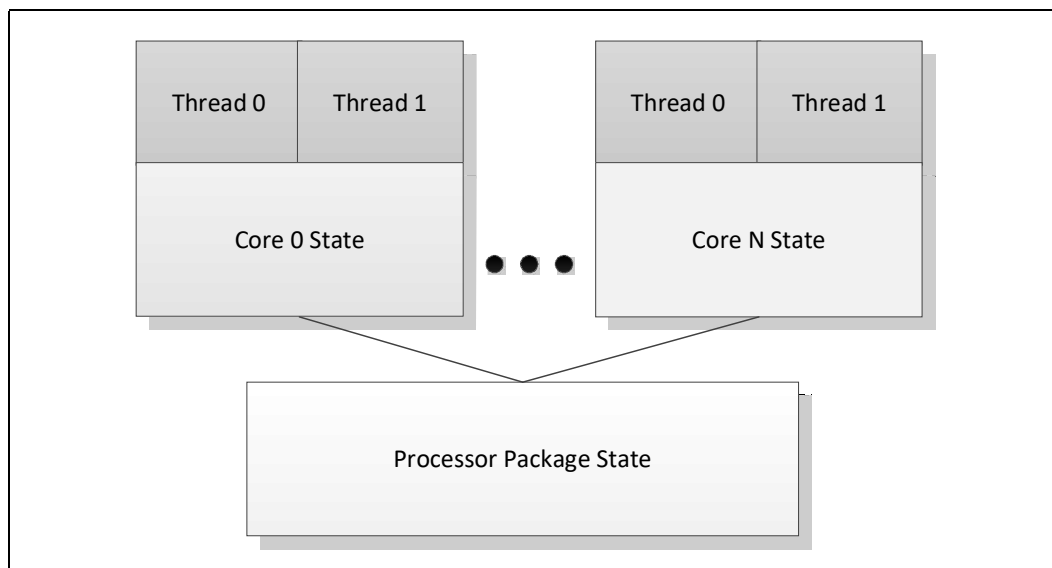 Thread 0
Thread 1
Thread 0
Thread 1
Core 0 State
Core N State
Processor Package State